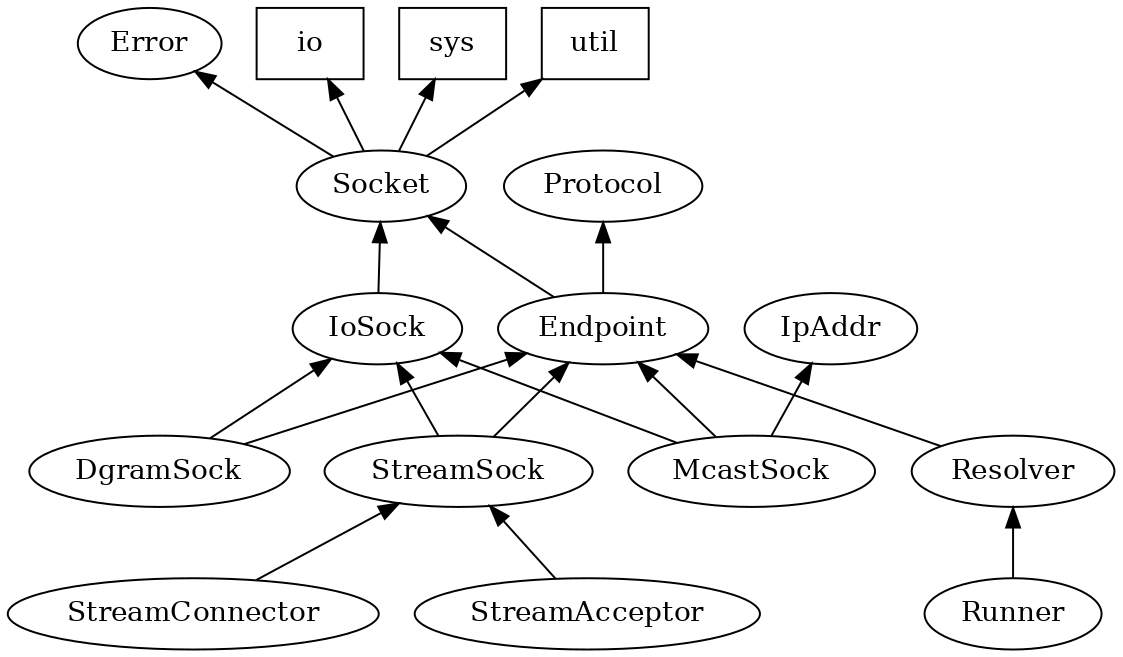 Error
io
sys
util
Socket
Protocol
IoSock
Endpoint
IpAddr
DgramSock
StreamSock
McastSock
Resolver
StreamConnector
StreamAcceptor
Runner